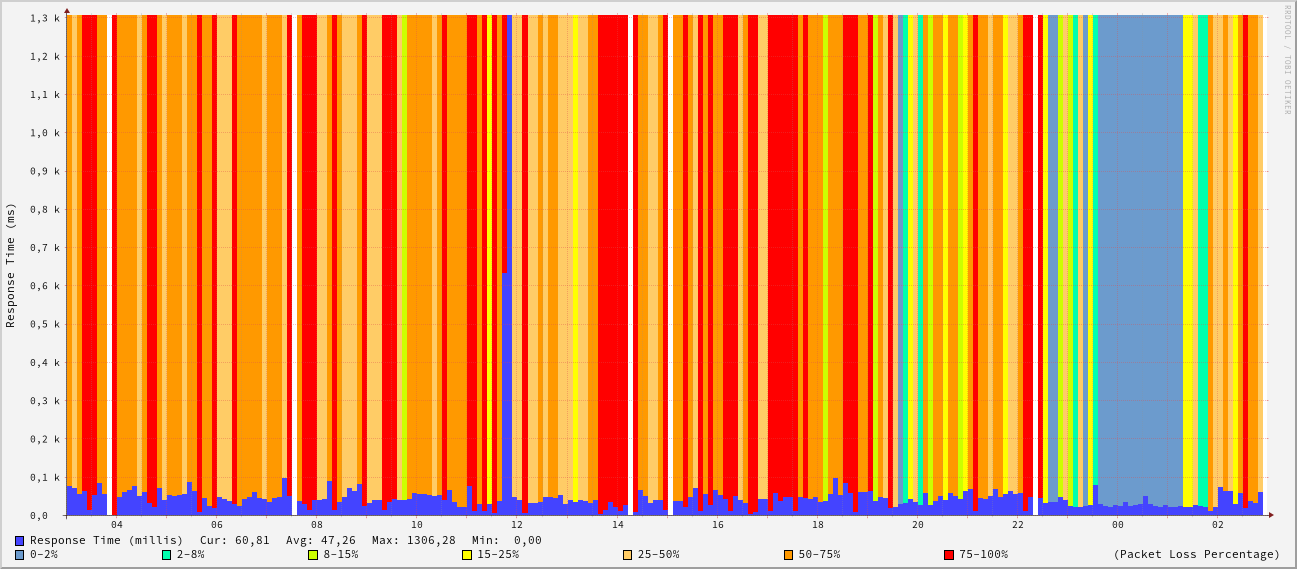 RRDTOOL / TOBI OETIKER
Response Time (ms)
1,3 k
1,2 k
1,1 k
1,0 k
0,9 k
0,8 k
0,7 k
0,6 k
0,5 k
0,4 k
0,3 k
0,2 k
0,1 k
0,0
04 06 08 10 12 14 16 18 20 22 00 02
Response Time (millis) Cur: 60,81 Avg: 47,26 Max: 1306,28 Min: 0,00
0-2% 2-8% 8-15% 15-25% 25-50% 50-75% 75-100% (Packet Loss Percentage)